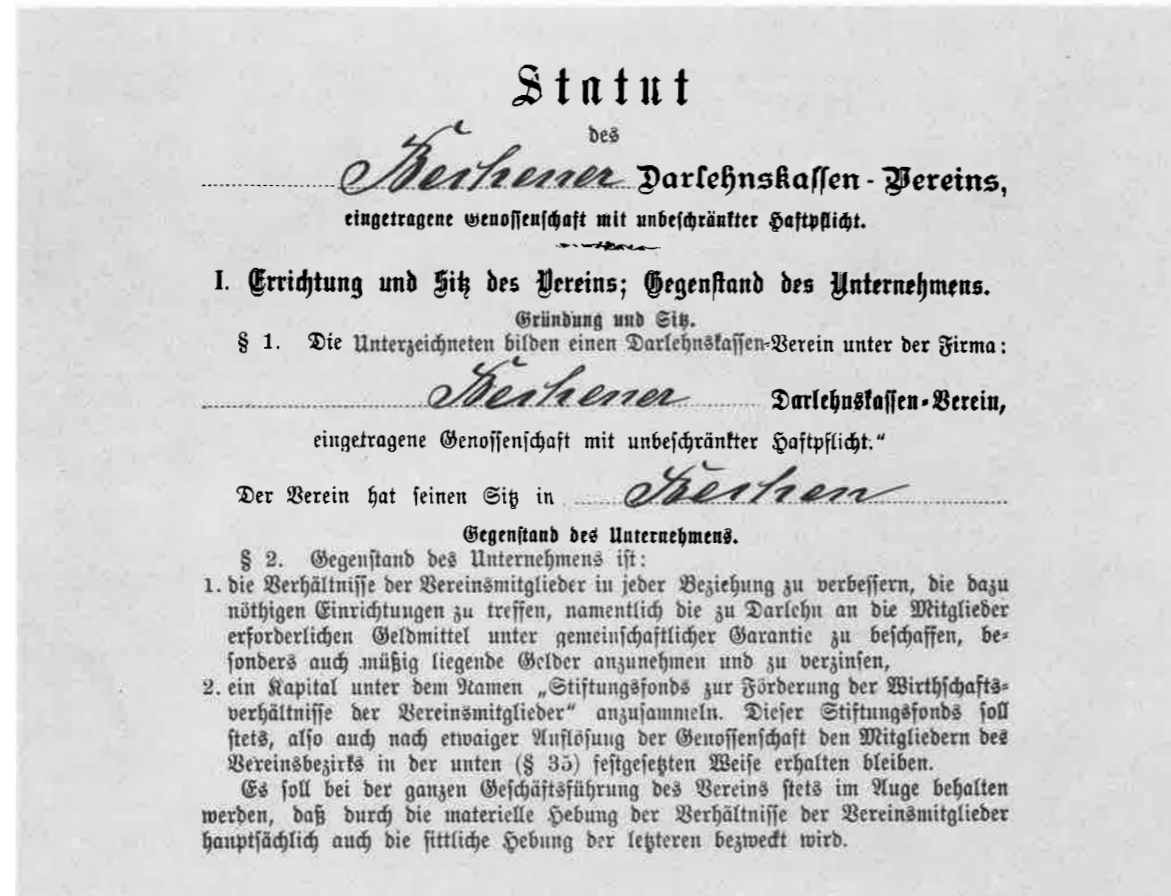 Statut
des
Bechener Darlehnskassen-Vereins,
eingetragene Genossenschaft mit unbeschränkter Haftpflicht.
I. Errichtung und Sitz des Vereins; Gegenstand des Unternehmens.
Gründung und Sitz.
§ 1. Die Unterzeichneten bilden einen Darlehnskassen-Verein unter der Firma:
Bechener Darlehnskassen-Verein,
eingetragene Genossenschaft mit unbeschränkter Haftpflicht.“
Der Verein hat seinen Sitz in Bechen
Gegenstand des Unternehmens.
§ 2. Gegenstand des Unternehmens ist:
1. die Verhältnisse der Vereinsmitglieder in jeder Beziehung zu verbessern, die dazu
nöthigen Einrichtungen zu treffen, namentlich die zu Darlehn an die Mitglieder
erforderlichen Geldmittel unter gemeinschaftlicher Garantie zu beschaffen, be-
sonders auch müßig liegende Gelder anzunehmen und zu verzinsen,
2. ein Kapital unter dem Namen „Stiftungsfonds zur Förderung der Wirthschafts-
verhältnisse der Vereinsmitglieder“ anzusammeln. Dieser Stiftungsfonds soll
stets, also auch nach etwaiger Auflösung der Genossenschaft den Mitgliedern des
Vereinsbezirks in der unten (§ 35) festgesetzten Weise erhalten bleiben.
Es soll bei der ganzen Geschäftsführung des Vereins stets im Auge behalten
werden, daß durch die materielle Hebung der Verhältnisse der Vereinsmitglieder
hauptsächlich auch die sittliche Hebung der letzteren bezweckt wird.